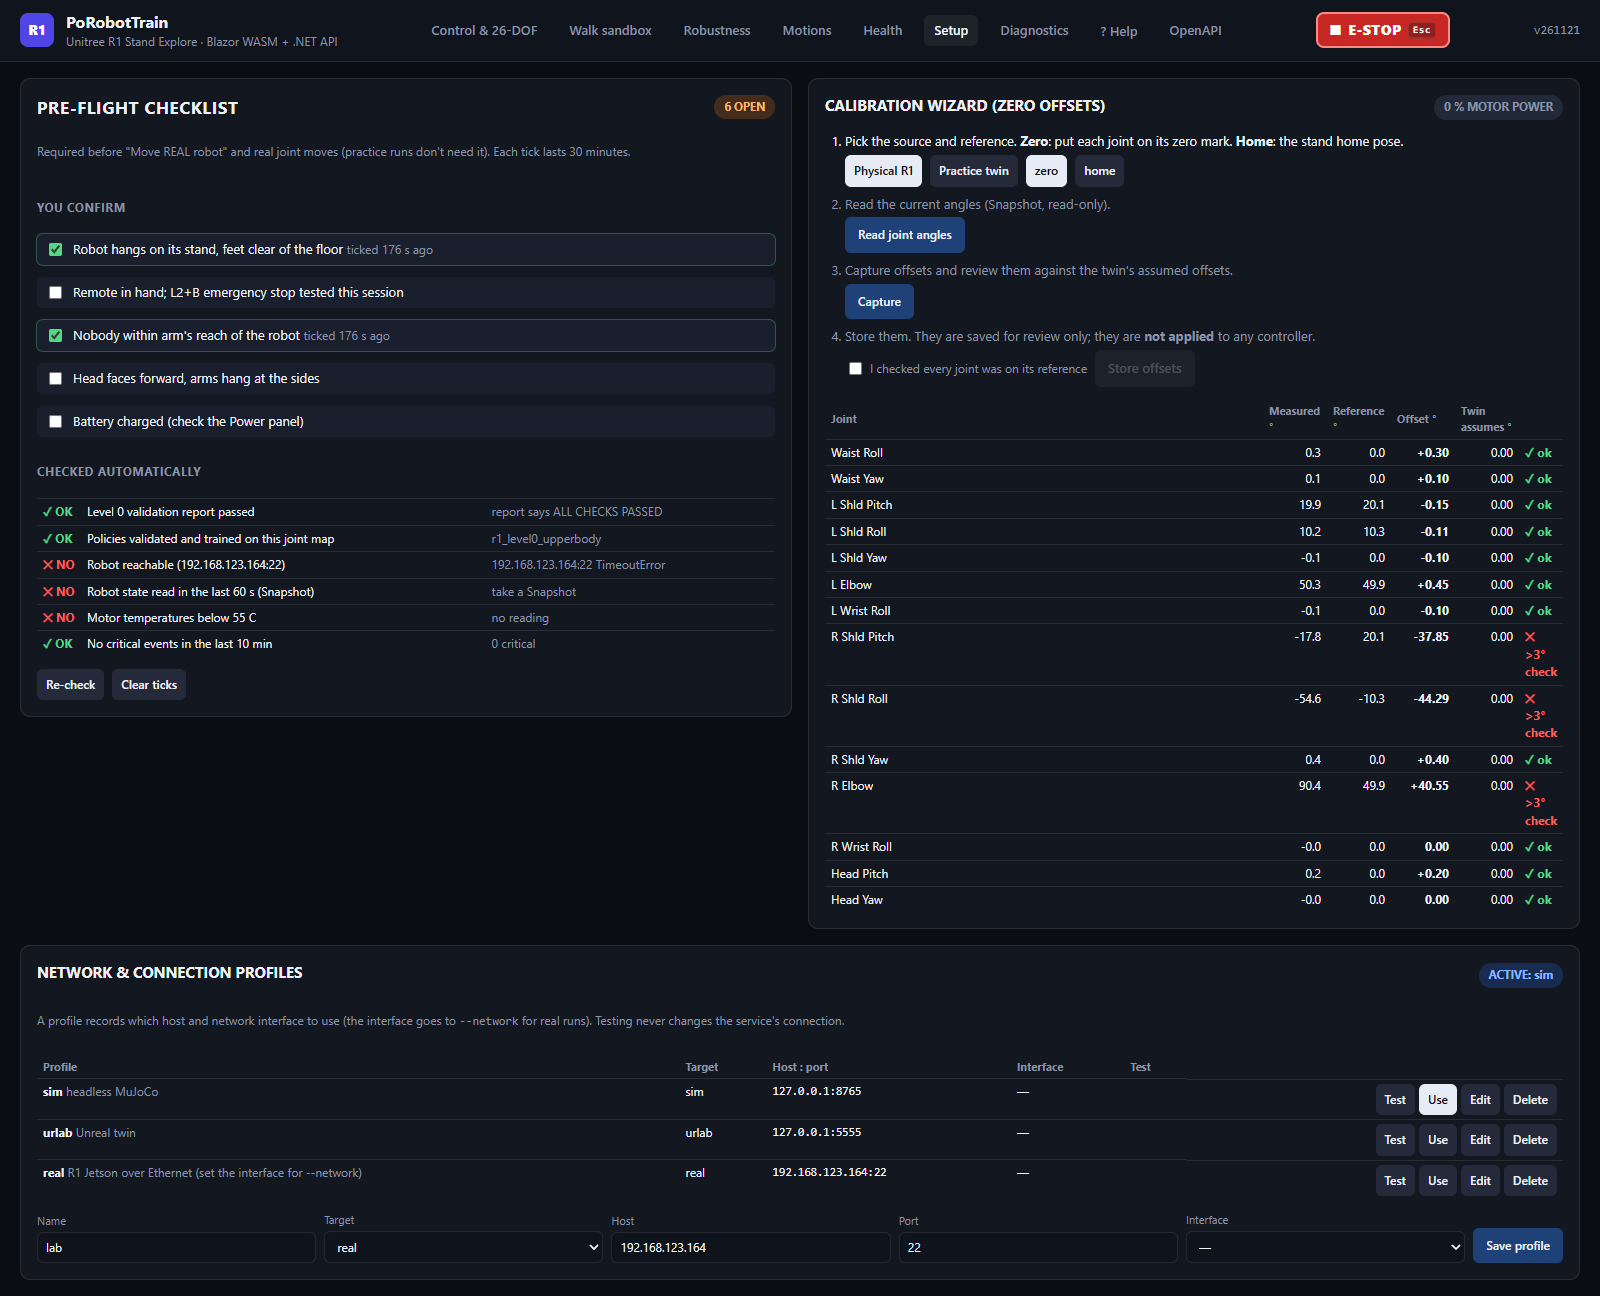 R1
PoRobotTrain
Unitree R1 Stand Explore · Blazor WASM + .NET API
Control & 26-DOF
Walk sandbox
Robustness
Motions
Health
Setup
Diagnostics
? Help
OpenAPI
E-STOP Esc
v261121
PRE-FLIGHT CHECKLIST
6 OPEN
Required before "Move REAL robot" and real joint moves (practice runs don't need it). Each tick lasts 30 minutes.
YOU CONFIRM
Robot hangs on its stand, feet clear of the floor ticked 176 s ago
Remote in hand; L2+B emergency stop tested this session
Nobody within arm's reach of the robot ticked 176 s ago
Head faces forward, arms hang at the sides
Battery charged (check the Power panel)
CHECKED AUTOMATICALLY
✓ OK Level 0 validation report passed report says ALL CHECKS PASSED
✓ OK Policies validated and trained on this joint map r1_level0_upperbody
✕ NO Robot reachable (192.168.123.164:22) 192.168.123.164:22 TimeoutError
✕ NO Robot state read in the last 60 s (Snapshot) take a Snapshot
✕ NO Motor temperatures below 55 C no reading
✓ OK No critical events in the last 10 min 0 critical
Re-check
Clear ticks
CALIBRATION WIZARD (ZERO OFFSETS)
0 % MOTOR POWER
1. Pick the source and reference. Zero: put each joint on its zero mark. Home: the stand home pose.
Physical R1
Practice twin
zero
home
2. Read the current angles (Snapshot, read-only).
Read joint angles
3. Capture offsets and review them against the twin's assumed offsets.
Capture
4. Store them. They are saved for review only; they are not applied to any controller.
I checked every joint was on its reference
Store offsets
Joint Measured ° Reference ° Offset ° Twin assumes °
Waist Roll 0.3 0.0 +0.30 0.00 ✓ ok
Waist Yaw 0.1 0.0 +0.10 0.00 ✓ ok
L Shld Pitch 19.9 20.1 -0.15 0.00 ✓ ok
L Shld Roll 10.2 10.3 -0.11 0.00 ✓ ok
L Shld Yaw -0.1 0.0 -0.10 0.00 ✓ ok
L Elbow 50.3 49.9 +0.45 0.00 ✓ ok
L Wrist Roll -0.1 0.0 -0.10 0.00 ✓ ok
R Shld Pitch -17.8 20.1 -37.85 0.00 ✕ >3° check
R Shld Roll -54.6 -10.3 -44.29 0.00 ✕ >3° check
R Shld Yaw 0.4 0.0 +0.40 0.00 ✓ ok
R Elbow 90.4 49.9 +40.55 0.00 ✕ >3° check
R Wrist Roll -0.0 0.0 0.00 0.00 ✓ ok
Head Pitch 0.2 0.0 +0.20 0.00 ✓ ok
Head Yaw -0.0 0.0 0.00 0.00 ✓ ok
NETWORK & CONNECTION PROFILES
ACTIVE: sim
A profile records which host and network interface to use (the interface goes to --network for real runs). Testing never changes the service's connection.
Profile Target Host : port Interface Test
sim headless MuJoCo sim 127.0.0.1:8765 — Test Use Edit Delete
urlab Unreal twin urlab 127.0.0.1:5555 — Test Use Edit Delete
real R1 Jetson over Ethernet (set the interface for --network) real 192.168.123.164:22 — Test Use Edit Delete
Name Target Host Port Interface
lab real 192.168.123.164 22 — Save profile